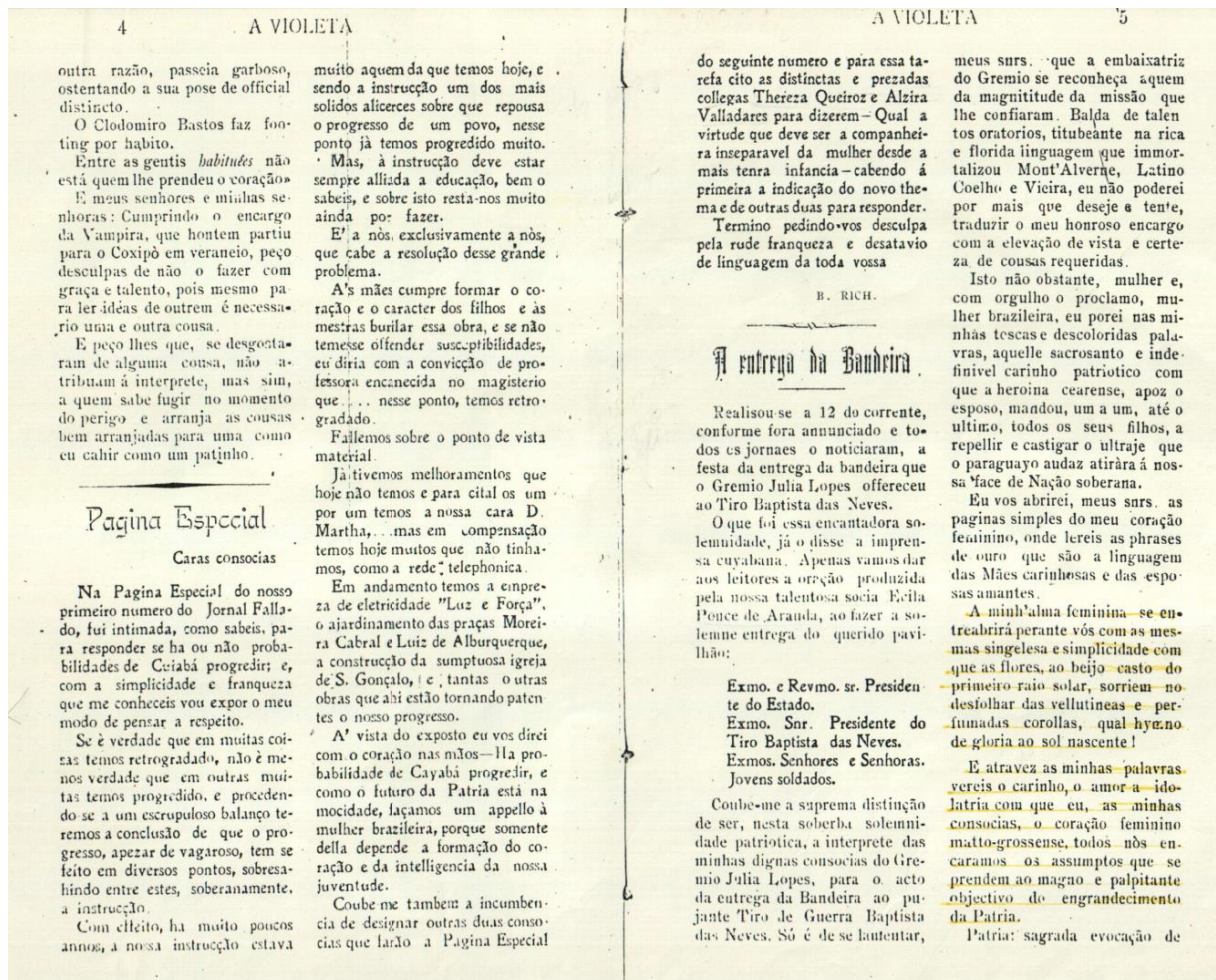 4 A VIOLETA
outra razão, passeia garboso,
ostentando a sua pose de official
distincto.
O Clodomiro Bastos faz foo-
ting por habito.
Entre as gentis habituées não
está quem lhe prendeu o coração»
E meus senhores e minhas se-
nhoras: Cumprindo o encargo
da Vampira, que hontem partiu
para o Coxipò em veraneio, peço
desculpas de não o fazer com
graça e talento, pois mesmo pa
ra ler idéas de outrem é necessa-
rio uma e outra cousa.
E peço lhes que, se desgosta-
ram de alguma cousa, não a-
tribuam á interprete, mas sim,
a quem sabe fugir no momento
do perigo e arranja as cousas
bem arranjadas para uma como
eu cahir como um patinho.
Pagina Especial
Caras consocias
Na Pagina Especial do nosso
primeiro numero do Jornal Falla-
do, fui intimada, como sabeis, pa-
ra responder se ha ou não proba-
bilidades de Cuiabá progredir; e,
com a simplicidade e franqueza
que me conheceis vou expor o meu
modo de pensar a respeito.
Se è verdade que em muitas coi-
sas temos retrogradado, não è me-
nos verdade que em outras mui-
tas temos progredido, e proceden-
do se a um escrupuloso balanço te-
remos a conclusão de que o pro-
gresso, apezar de vagaroso, tem se
feito em diversos pontos, sobresa-
hindo entre estes, soberanamente,
a instrucção.
Com effeito, ha muito poucos
annos, a nossa instrucção estava
muito aquem da que temos hoje, e
sendo a instrucção um dos mais
solidos alicerces sobre que repousa
o progresso de um povo, nesse
ponto jà temos progredido muito.
Mas, à instrucção deve estar
sempre alliada a educação, bem o
sabeis, e sobre isto resta-nos muito
ainda por fazer.
E' a nòs, exclusivamente a nòs,
que cabe a resolução desse grande
problema.
A's mães cumpre formar o co-
ração e o caracter dos filhos e às
mestras burilar essa obra, e se não
temesse offender susceptibilidades,
eu diria com a convicção de pro-
fessora encanecida no magisterio
que.... nesse ponto, temos retro-
gradado.
Fallemos sobre o ponto de vista
material.
Jà tivemos melhoramentos que
hoje não temos e para cital os um
por um temos a nossa cara D.
Martha,...mas em compensação
temos hoje muitos que não tinha-
mos, como a rede telephonica.
Em andamento temos a empre-
za de eletricidade "Luz e Força",
o ajardinamento das praças Morei-
ra Cabral e Luiz de Alburquerque,
a construcção da sumptuosa igreja
de S. Gonçalo, e tantas outras
obras que ahi estão tornando paten
tes o nosso progresso.
A' vista do exposto eu vos direi
com o coração nas mãos—Ha pro-
babilidade de Cayabá progredir, e
como o futuro da Patria está na
mocidade, façamos um appello à
mulher brazileira, porque somente
della depende a formação do co-
ração e da intelligencia da nossa
juventude.
Coube me tambem a incumben-
cia de designar outras duas conso-
cias que farão a Pagina Especial
A VIOLETA 5
do seguinte numero e para essa ta-
refa cito as distinctas e prezadas
collegas Thereza Queiroz e Alzira
Valladares para dizerem—Qual a
virtude que deve ser a companhei-
ra inseparavel da mulher desde a
mais tenra infancia—cabendo á
primeira a indicação do novo the-
ma e de outras duas para responder.
Termino pedindo-vos desculpa
pela rude franqueza e desatavio
de linguagem da toda vossa
B. RICH.
A entrega da Bandeira.
Realisou-se a 12 do corrente,
conforme fora annunciado e to-
dos os jornaes o noticiaram, a
festa da entrega da bandeira que
o Gremio Julia Lopes offereceu
ao Tiro Baptista das Neves.
O que foi essa encantadora so-
lemnidade, já o disse a impren-
sa cuyabana. Apenas vamos dar
aos leitores a oração produzida
pela nossa talentosa socia Ecila
Ponce de Aranda, ao fazer a so-
lemne entrega do querido pavi-
lhão:
Exmo. e Revmo. sr. Presiden
te do Estado.
Exmo. Snr. Presidente do
Tiro Baptista das Neves.
Exmos. Senhores e Senhoras.
Jovens soldados.
Coube-me a suprema distinção
de ser, nesta soberba solemni-
dade patriotica, a interprete das
minhas dignas consocias do Gre-
mio Julia Lopes, para o acto
da entrega da Bandeira ao pu-
jante Tiro de Guerra Baptista
das Neves. Só é de se lamentar,
meus snrs. que a embaixatriz
do Gremio se reconheça aquem
da magnititude da missão que
lhe confiaram. Balda de talen
tos oratorios, titubeante na rica
e florida linguagem que immor-
talizou Mont'Alverne, Latino
Coelho e Vieira, eu não poderei
por mais que deseje e tente,
traduzir o meu honroso encargo
com a elevação de vista e certe-
za de cousas requeridas.
Isto não obstante, mulher e,
com orgulho o proclamo, mu-
lher brazileira, eu porei nas mi-
nhas toscas e descoloridas pala-
vras, aquelle sacrosanto e inde-
finivel carinho patriotico com
que a heroina cearense, apoz o
esposo, mandou, um a um, até o
ultimo, todos os seus filhos, a
repellir e castigar o ultraje que
o paraguayo audaz atiràra á nos-
sa face de Nação soberana.
Eu vos abrirei, meus snrs. as
paginas simples do meu coração
feminino, onde lereis as phrases
de ouro que são a linguagem
das Mães carinhosas e das espo-
sas amantes.
A minh'alma feminina se en-
treabrirá perante vós com as mes-
mas singelesa e simplicidade com
que as flores, ao beijo casto do
primeiro raio solar, sorriem no
desfolhar das vellutineas e per-
fumadas corollas, qual hymno
de gloria ao sol nascente!
E atravez as minhas palavras
vereis o carinho, o amor a ido-
latria com que eu, as minhas
consocias, o coração feminino
matto-grossense, todos nòs en-
caramos os assumptos que se
prendem ao magno e palpitante
objectivo do engrandecimento
da Patria.
Patria: sagrada evocação de